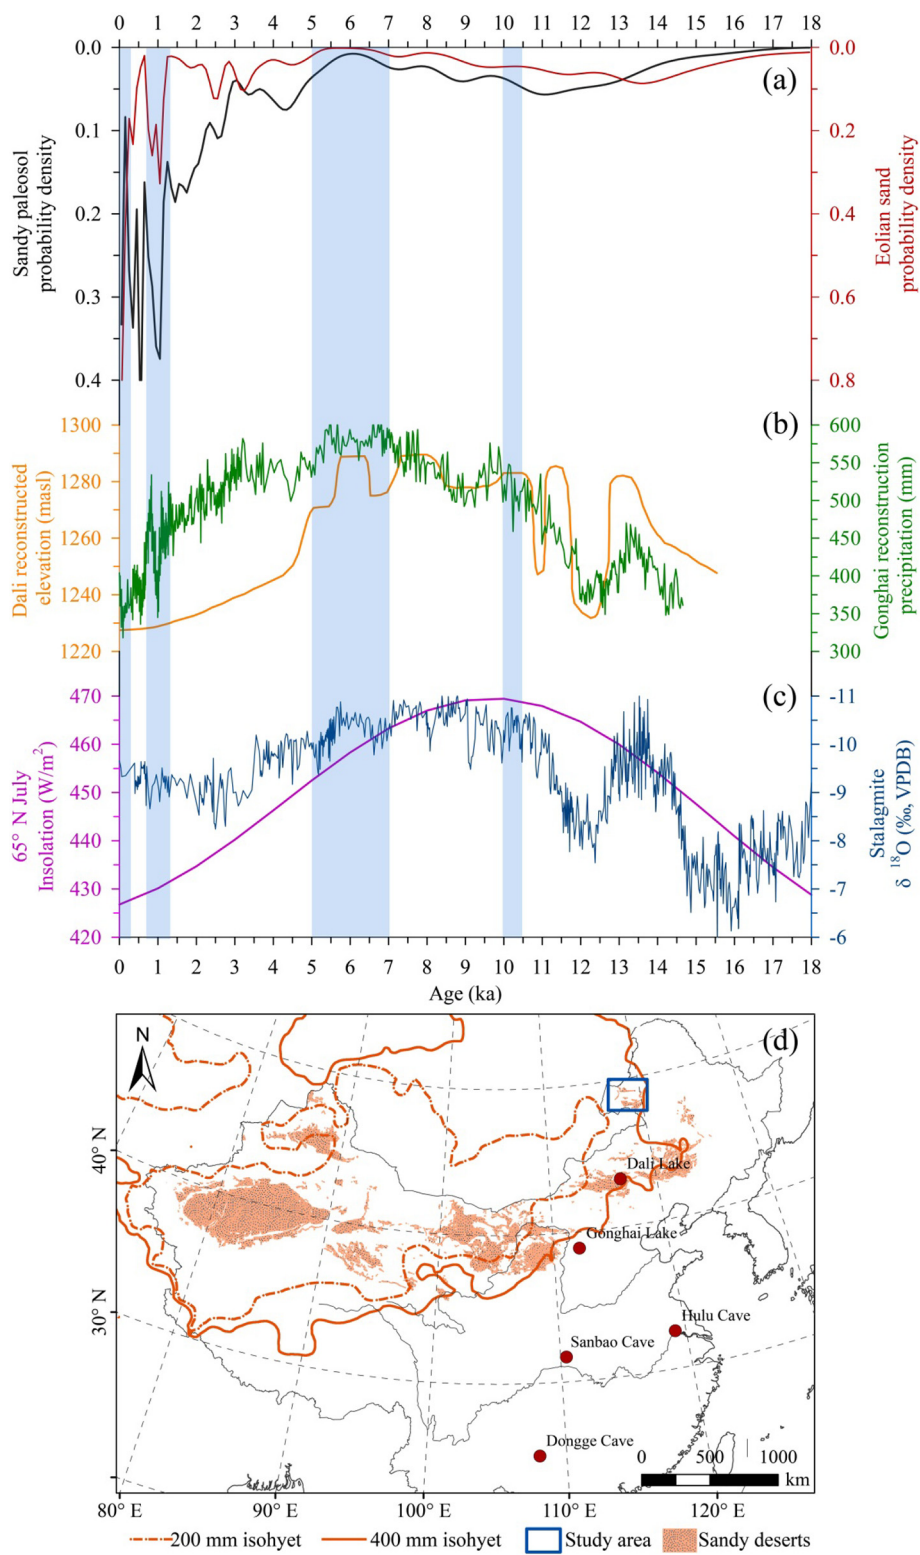 0 1 2 3 4 5 6 7 8 9 10 11 12 13 14 15 16 17 18
0.0
0.1
0.2
0.3
0.4
Sandy paleosol
probability density
(a)
0.0
0.2
0.4
0.6
0.8
Eolian sand
probability density
1300
1280
1260
1240
1220
Dali reconstructed
elevation (masl)
(b)
600
550
500
450
400
350
300
Gonghai reconstruction
precipitation (mm)
470
460
450
440
430
420
65° N July
Insolation (W/m²)
(c)
-11
-10
-9
-8
-7
-6
Stalagmite
δ ¹⁸O (‰, VPDB)
0 1 2 3 4 5 6 7 8 9 10 11 12 13 14 15 16 17 18
Age (ka)
N
(d)
40° N
30° N
Dali Lake
Gonghai Lake
Hulu Cave
Sanbao Cave
Dongge Cave
0 500 1000
km
80° E 90° E 100° E 110° E 120° E
200 mm isohyet 400 mm isohyet Study area Sandy deserts